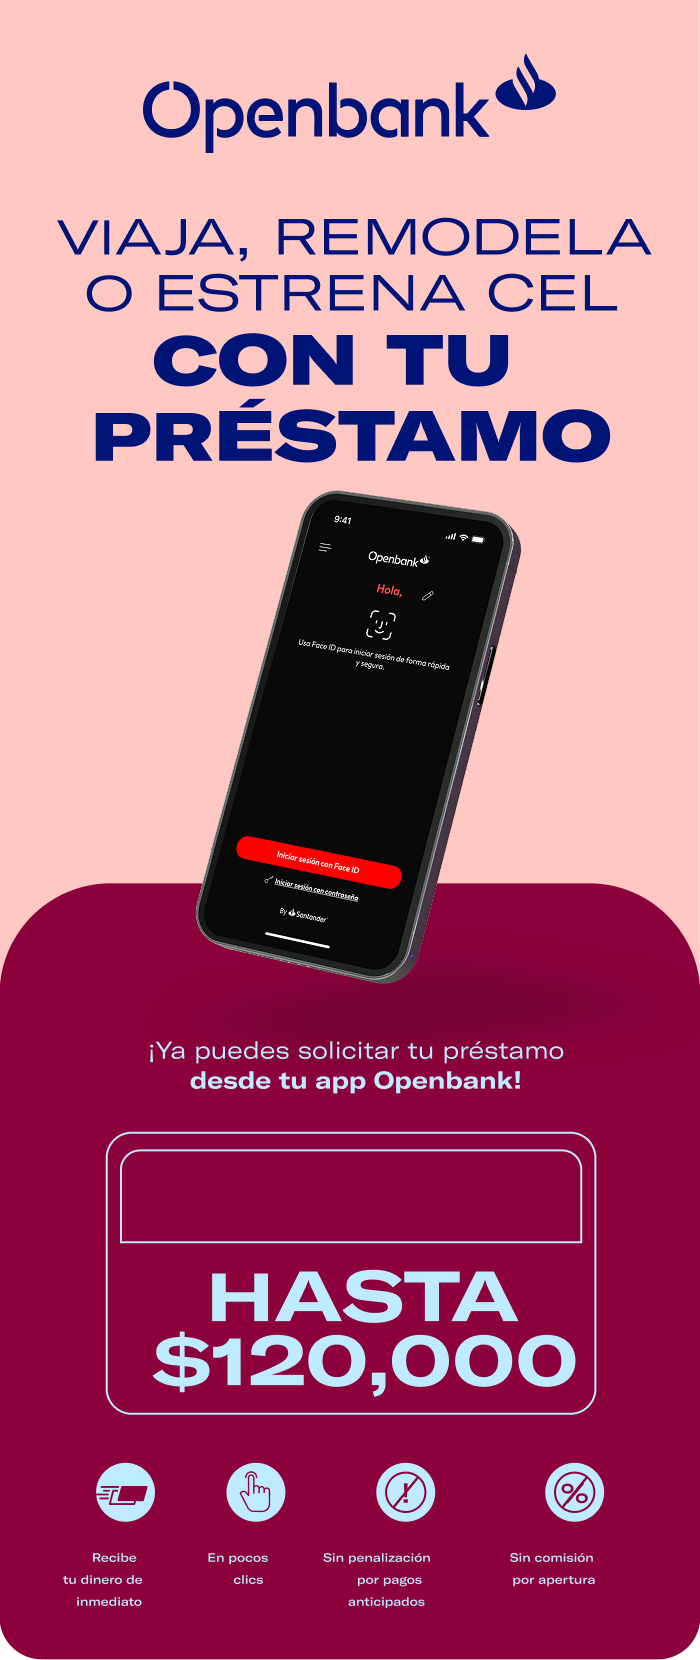 Openbank
VIAJA, REMODELA
O ESTRENA CEL
CON TU
PRÉSTAMO
9:41
Openbank
Hola,
Usa Face ID para iniciar sesión de forma rápida
y segura.
Iniciar sesión con Face ID
Iniciar sesión con contraseña
By Santander
¡Ya puedes solicitar tu préstamo
desde tu app Openbank!
HASTA
$120,000
Recibe
tu dinero de
inmediato
En pocos
clics
Sin penalización
por pagos
anticipados
Sin comisión
por apertura